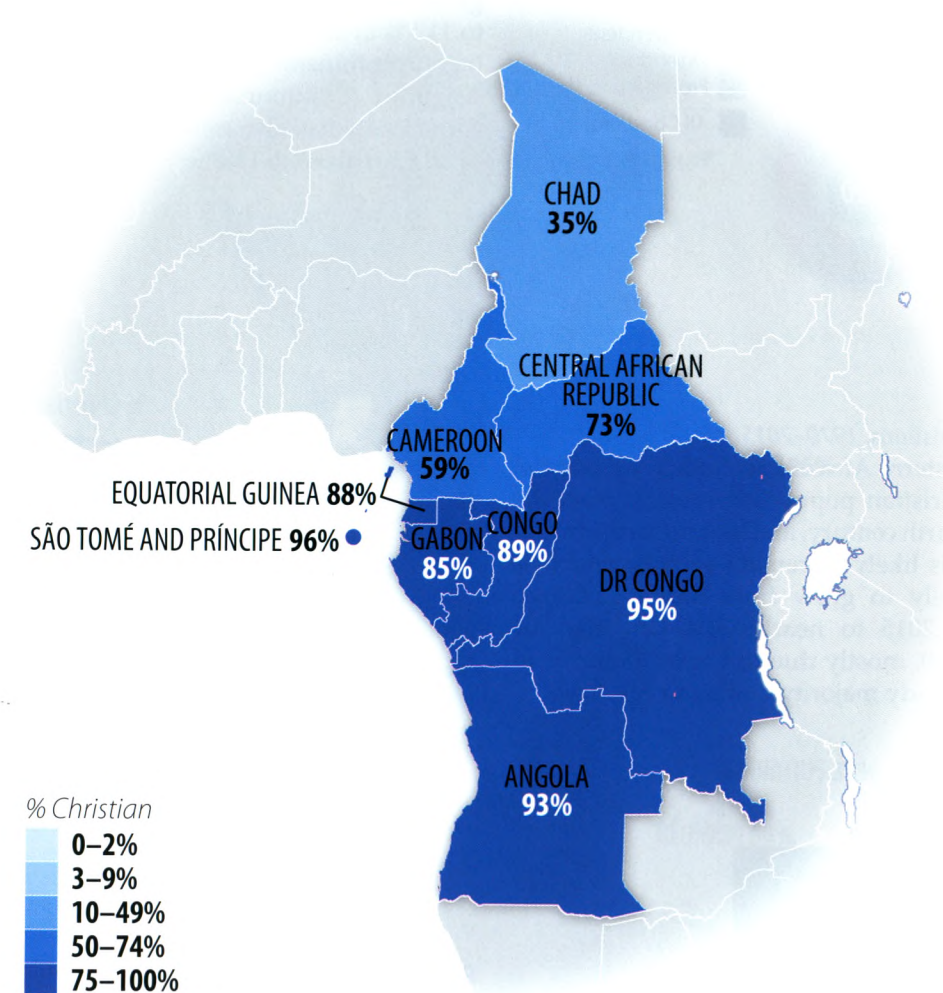 CHAD
35%
CENTRAL AFRICAN
REPUBLIC
73%
CAMEROON
59%
EQUATORIAL GUINEA 88%
SÃO TOMÉ AND PRÍNCIPE 96%
GABON
85%
CONGO
89%
DR CONGO
95%
ANGOLA
93%
% Christian
0–2%
3–9%
10–49%
50–74%
75–100%